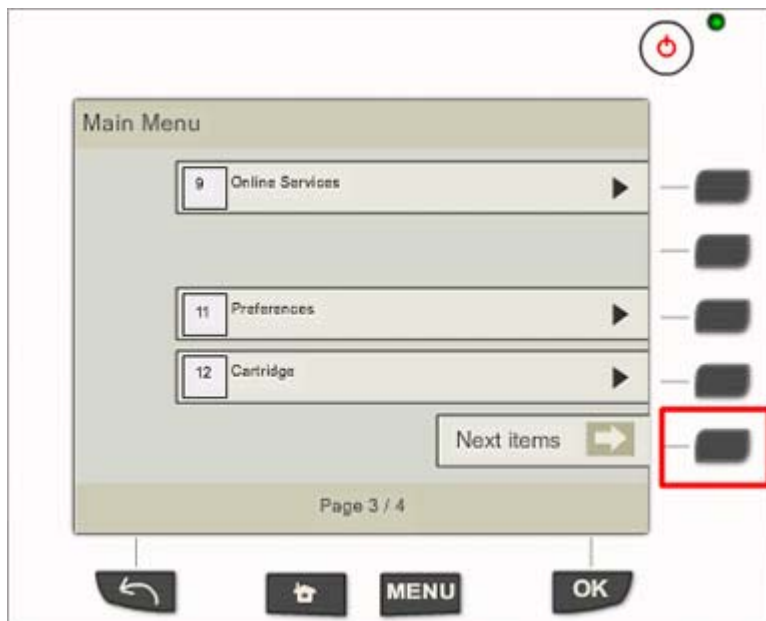 Main Menu
9 Online Services
11 Preferences
12 Cartridge
Next items
Page 3 / 4
MENU
OK